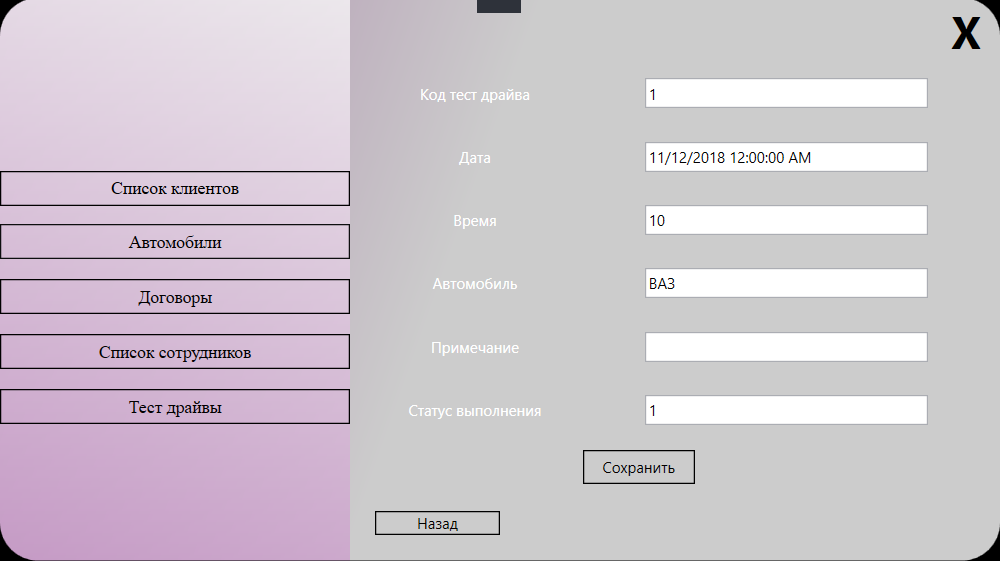 X
Код тест драйва
1
Дата
11/12/2018 12:00:00 AM
Время
10
Автомобиль
ВАЗ
Примечание
Статус выполнения
1
Сохранить
Назад
Список клиентов
Автомобили
Договоры
Список сотрудников
Тест драйвы